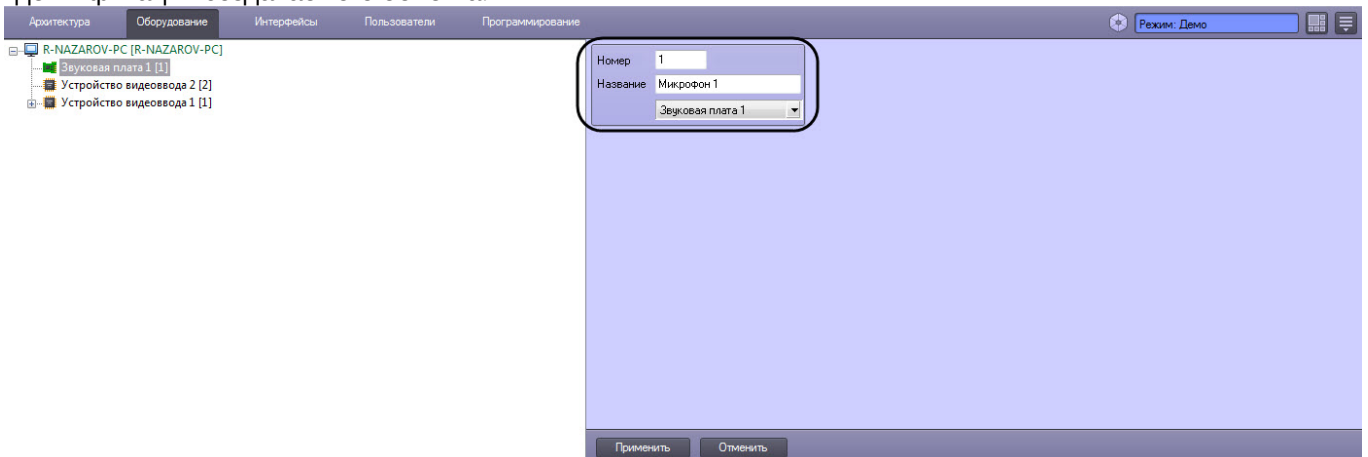 Архитектура Оборудование Интерфейсы Пользователи Программирование Режим: Демо
R-NAZAROV-PC [R-NAZAROV-PC]
Звуковая плата 1 [1]
Устройство видеоввода 2 [2]
Устройство видеоввода 1 [1]
Номер 1
Название Микрофон 1
Звуковая плата 1
Применить Отменить